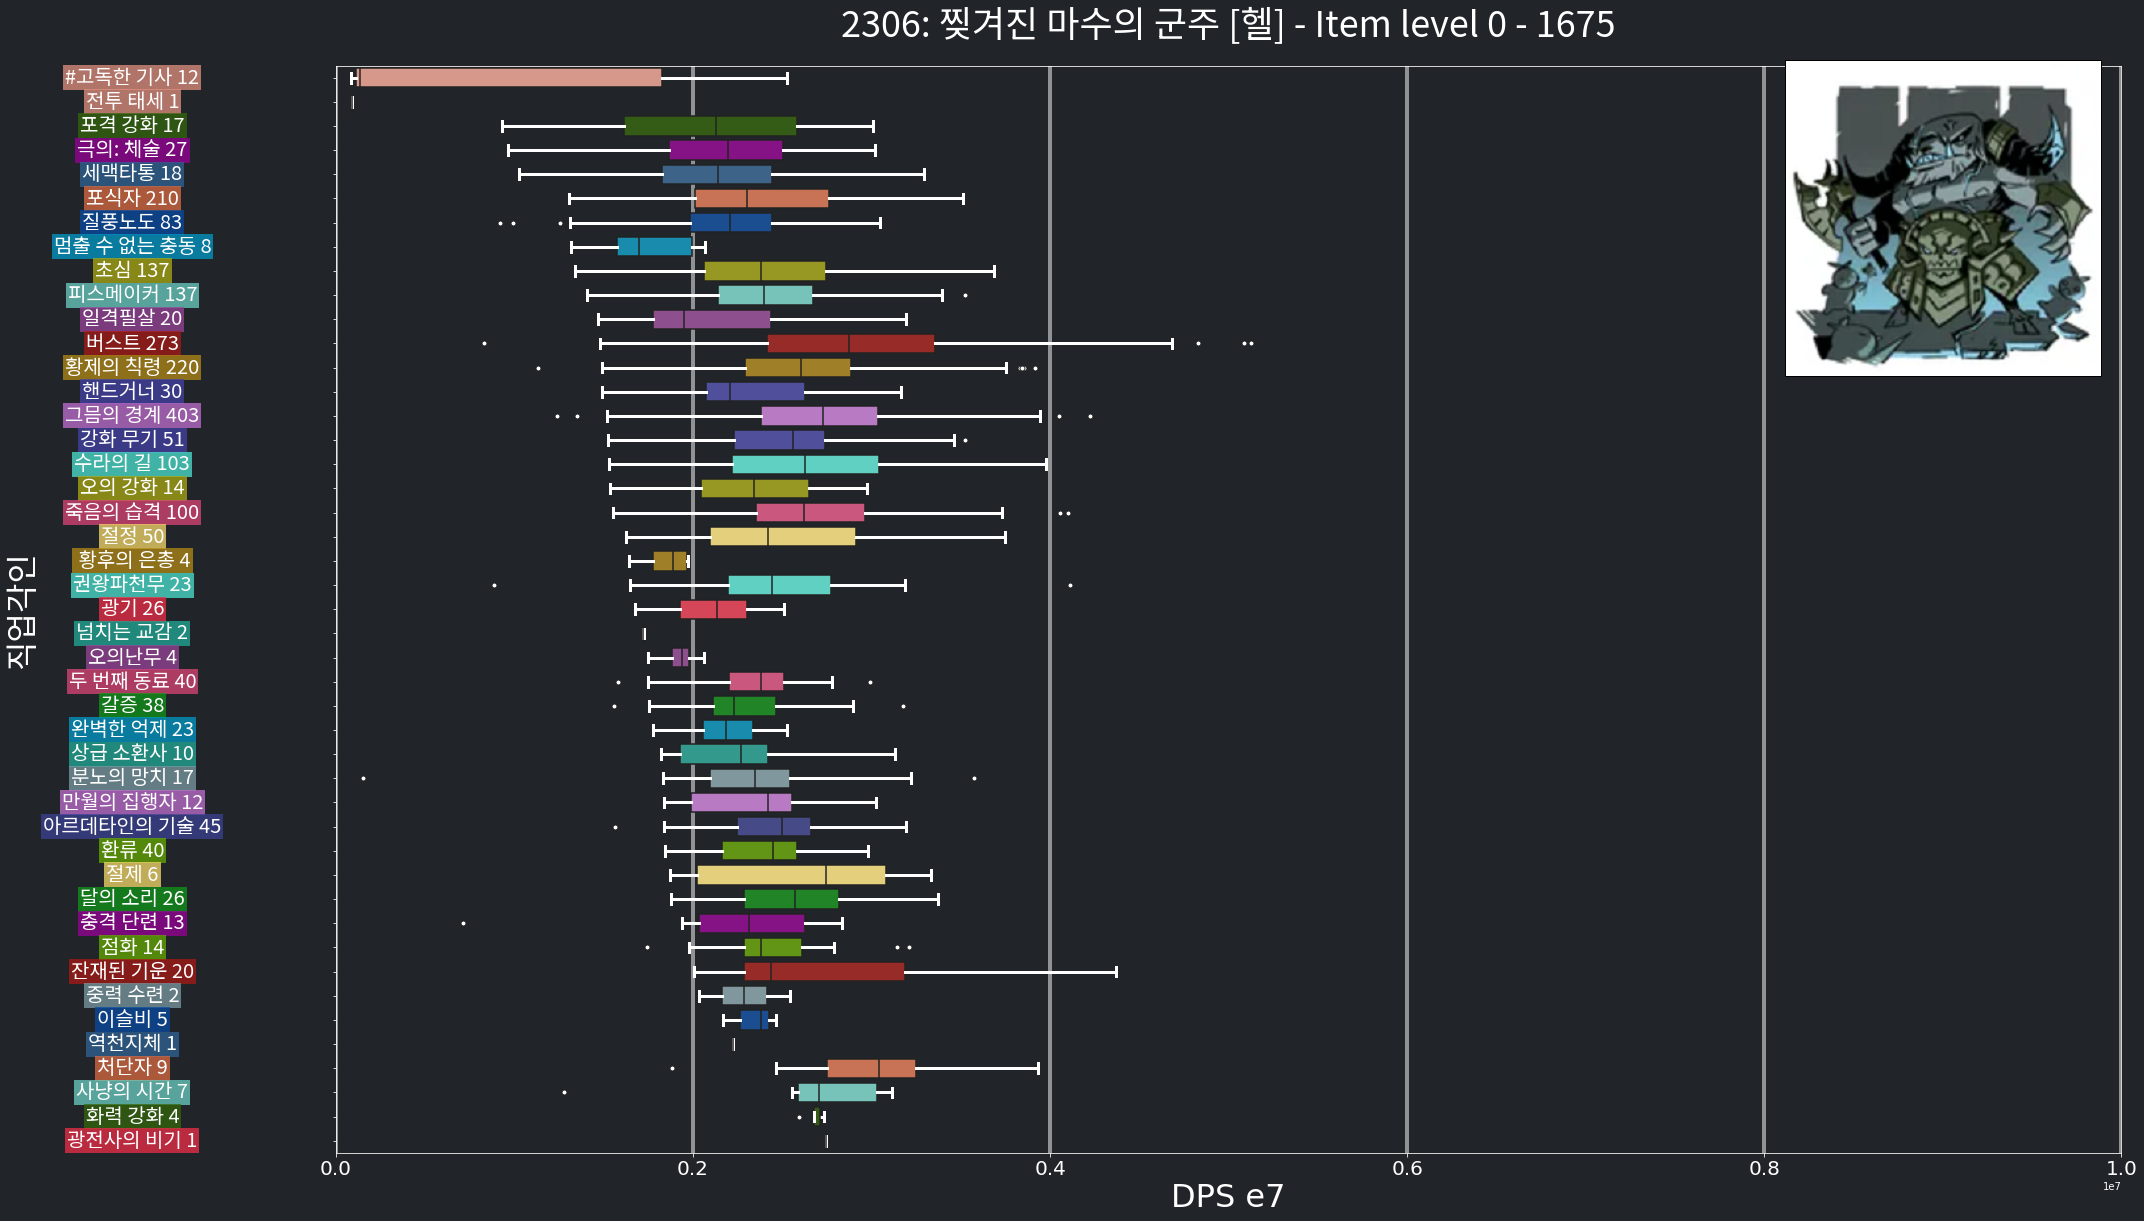 2306: 찢겨진 마수의 군주 [헬] - Item level 0 - 1675
#고독한 기사 12
전투 태세 1
포격 강화 17
극의: 체술 27
세맥타통 18
포식자 210
질풍노도 83
멈출 수 없는 충동 8
초심 137
피스메이커 137
일격필살 20
버스트 273
황제의 칙령 220
핸드거너 30
그믐의 경계 403
강화 무기 51
수라의 길 103
오의 강화 14
죽음의 습격 100
절정 50
황후의 은총 4
권왕파천무 23
광기 26
넘치는 교감 2
오의난무 4
두 번째 동료 40
갈증 38
완벽한 억제 23
상급 소환사 10
분노의 망치 17
만월의 집행자 12
아르데타인의 기술 45
환류 40
절제 6
달의 소리 26
충격 단련 13
점화 14
잔재된 기운 20
중력 수련 2
이슬비 5
역천지체 1
처단자 9
사냥의 시간 7
화력 강화 4
광전사의 비기 1
직업각인
0.0 0.2 0.4 0.6 0.8 1.0
1e7
DPS e7